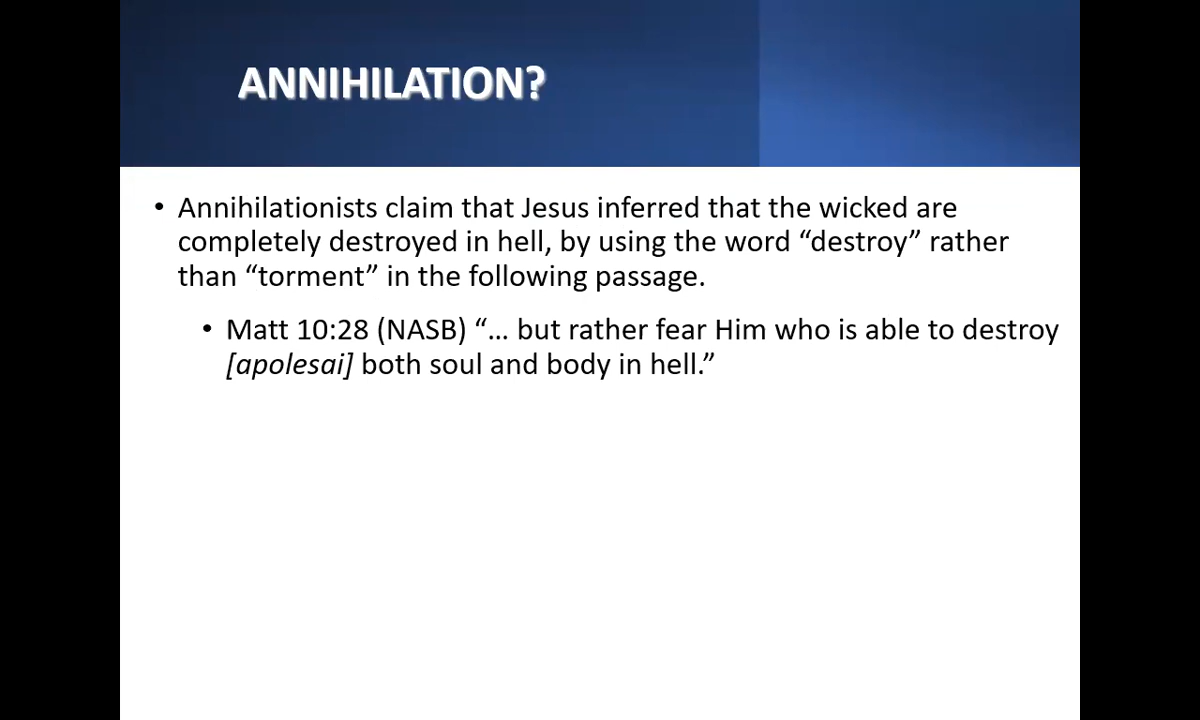 ANNIHILATION?
• Annihilationists claim that Jesus inferred that the wicked are
completely destroyed in hell, by using the word “destroy” rather
than “torment” in the following passage.
• Matt 10:28 (NASB) “… but rather fear Him who is able to destroy
[apolesai] both soul and body in hell.”